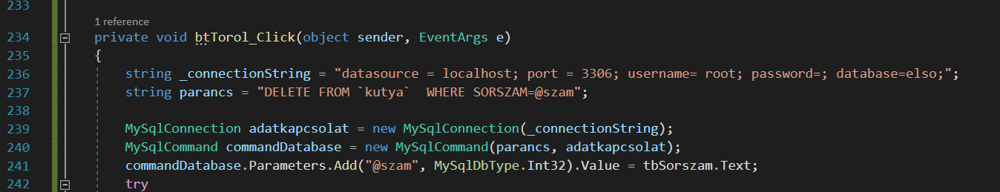 233
1 reference
234 private void btTorol_Click(object sender, EventArgs e)
235 {
236 string _connectionString = "datasource = localhost; port = 3306; username= root; password=; database=elso;";
237 string parancs = "DELETE FROM `kutya`  WHERE SORSZAM=@szam";
238
239 MySqlConnection adatkapcsolat = new MySqlConnection(_connectionString);
240 MySqlCommand commandDatabase = new MySqlCommand(parancs, adatkapcsolat);
241 commandDatabase.Parameters.Add("@szam", MySqlDbType.Int32).Value = tbSorszam.Text;
242 try